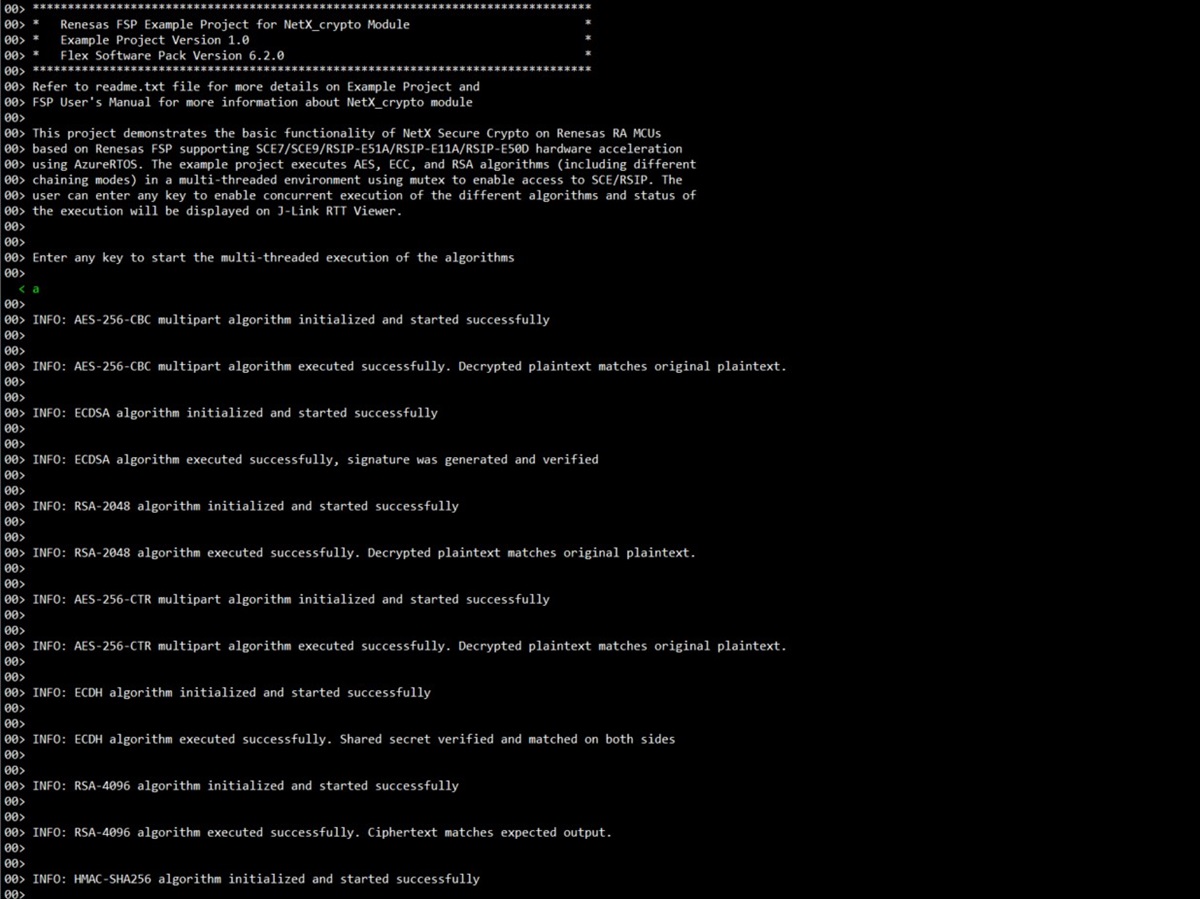 00> *********************************************************************************
00> *   Renesas FSP Example Project for NetX_crypto Module                          *
00> *   Example Project Version 1.0                                                 *
00> *   Flex Software Pack Version 6.2.0                                            *
00> *********************************************************************************
00> Refer to readme.txt file for more details on Example Project and
00> FSP User's Manual for more information about NetX_crypto module
00>
00> This project demonstrates the basic functionality of NetX Secure Crypto on Renesas RA MCUs
00> based on Renesas FSP supporting SCE7/SCE9/RSIP-E51A/RSIP-E11A/RSIP-E50D hardware acceleration
00> using AzureRTOS. The example project executes AES, ECC, and RSA algorithms (including different
00> chaining modes) in a multi-threaded environment using mutex to enable access to SCE/RSIP. The
00> user can enter any key to enable concurrent execution of the different algorithms and status of
00> the execution will be displayed on J-Link RTT Viewer.
00>
00>
00> Enter any key to start the multi-threaded execution of the algorithms
00>
< a
00>
00> INFO: AES-256-CBC multipart algorithm initialized and started successfully
00>
00>
00> INFO: AES-256-CBC multipart algorithm executed successfully. Decrypted plaintext matches original plaintext.
00>
00>
00> INFO: ECDSA algorithm initialized and started successfully
00>
00>
00> INFO: ECDSA algorithm executed successfully, signature was generated and verified
00>
00>
00> INFO: RSA-2048 algorithm initialized and started successfully
00>
00>
00> INFO: RSA-2048 algorithm executed successfully. Decrypted plaintext matches original plaintext.
00>
00>
00> INFO: AES-256-CTR multipart algorithm initialized and started successfully
00>
00>
00> INFO: AES-256-CTR multipart algorithm executed successfully. Decrypted plaintext matches original plaintext.
00>
00>
00> INFO: ECDH algorithm initialized and started successfully
00>
00>
00> INFO: ECDH algorithm executed successfully. Shared secret verified and matched on both sides
00>
00>
00> INFO: RSA-4096 algorithm initialized and started successfully
00>
00>
00> INFO: RSA-4096 algorithm executed successfully. Ciphertext matches expected output.
00>
00>
00> INFO: HMAC-SHA256 algorithm initialized and started successfully
00>